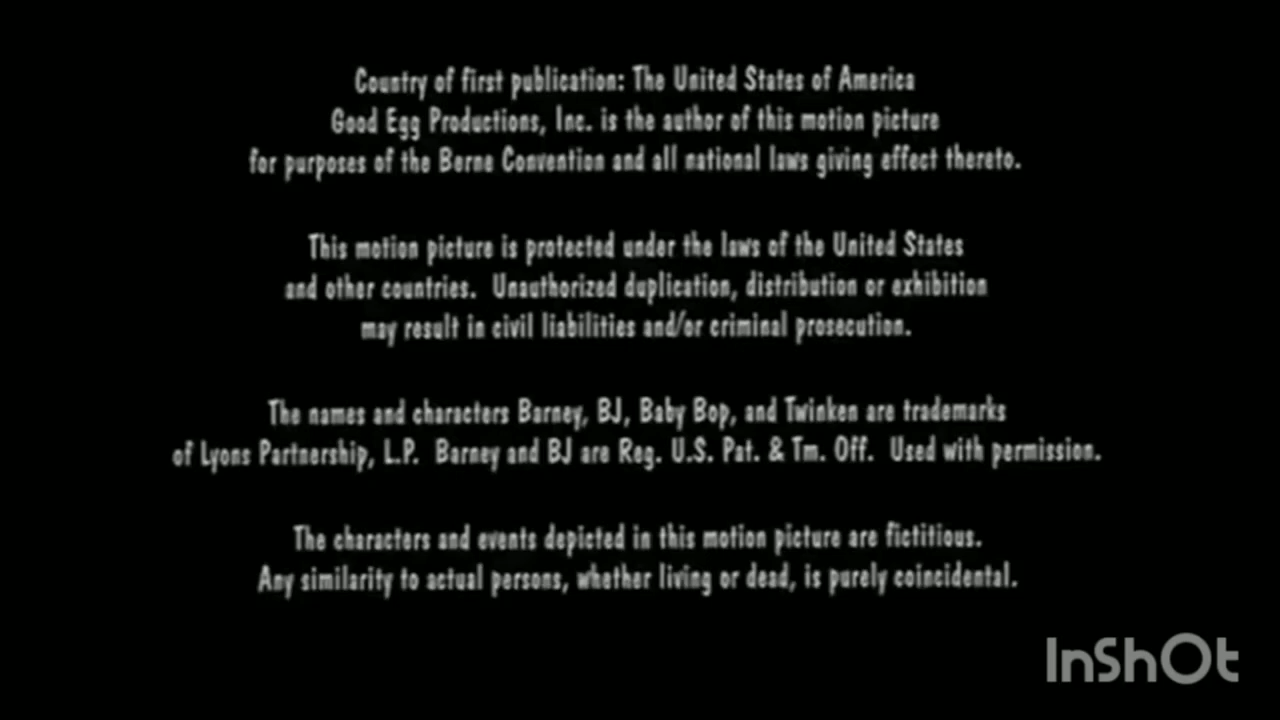 Country of first publication: The United States of America
Good Egg Productions, Inc. is the author of this motion picture
for purposes of the Berne Convention and all national laws giving effect thereto.
This motion picture is protected under the laws of the United States
and other countries.  Unauthorized duplication, distribution or exhibition
may result in civil liabilities and/or criminal prosecution.
The names and characters Barney, BJ, Baby Bop, and Twinken are trademarks
of Lyons Partnership, L.P.  Barney and BJ are Reg. U.S. Pat. & Tm. Off.  Used with permission.
The characters and events depicted in this motion picture are fictitious.
Any similarity to actual persons, whether living or dead, is purely coincidental.
InShOt